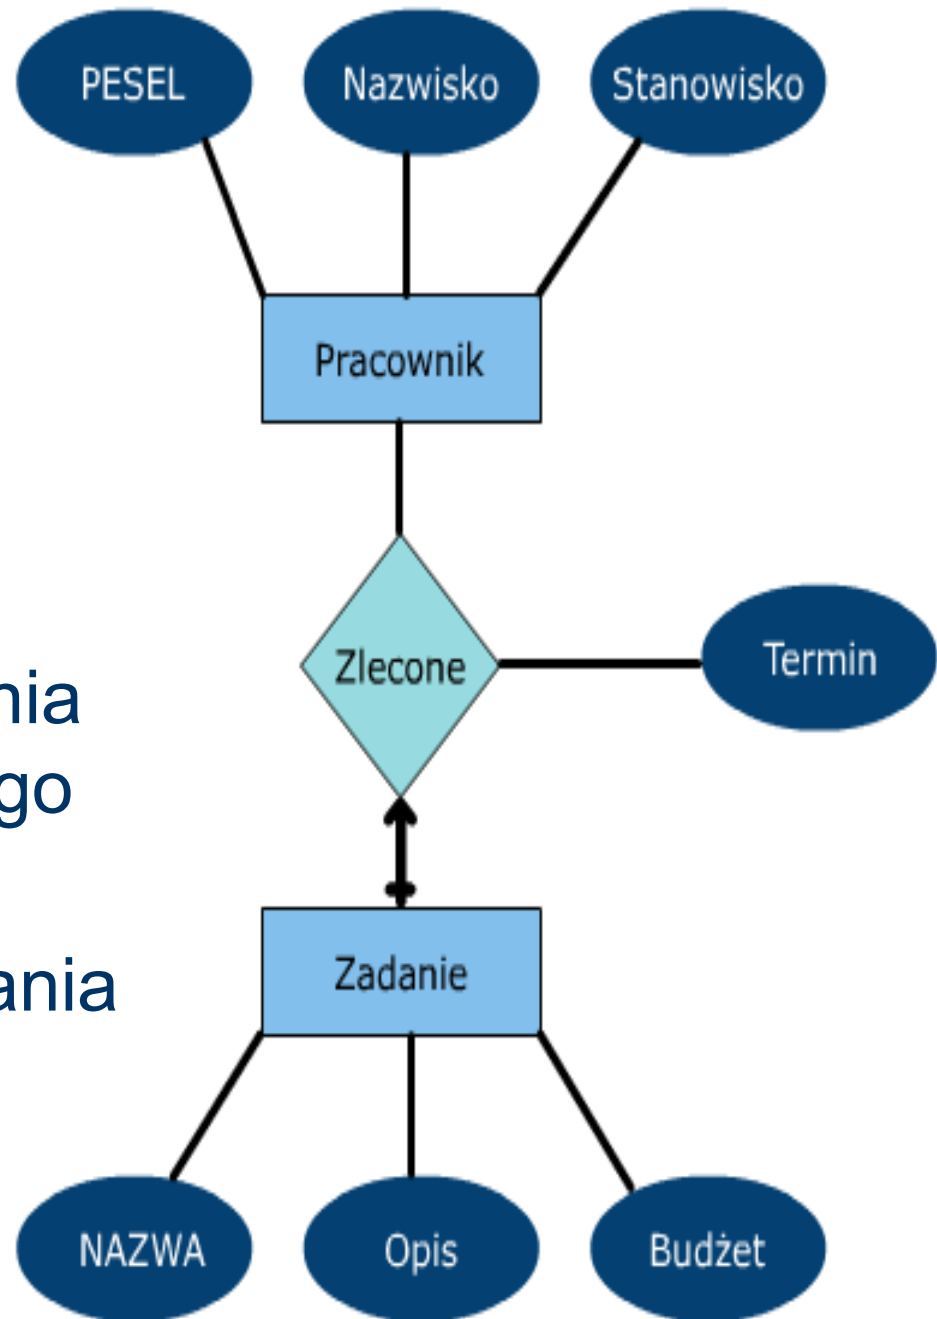 PESEL
Nazwisko
Stanowisko
Pracownik
Zlecone
Termin
nia
go
Zadanie
ania
NAZWA
Opis
Budżet